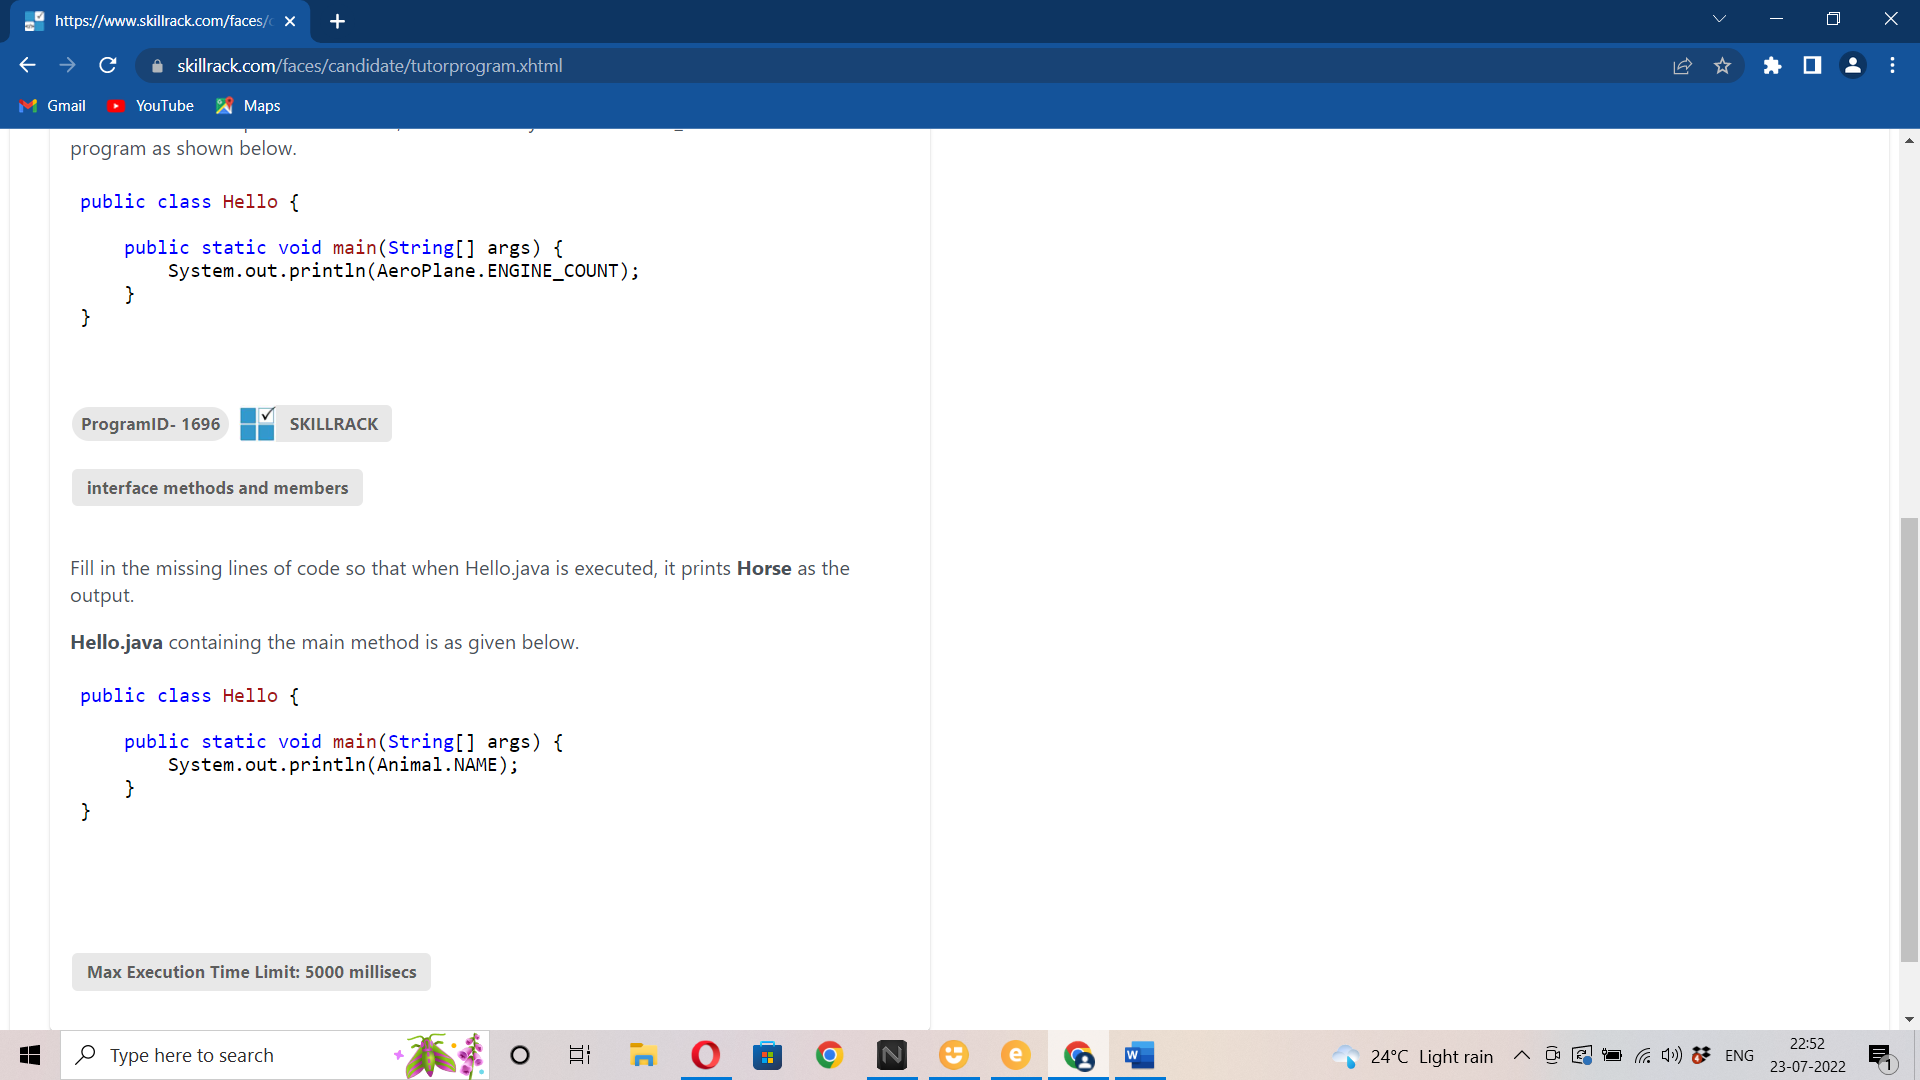 https://www.skillrack.com/faces/c
skillrack.com/faces/candidate/tutorprogram.xhtml
Gmail YouTube Maps
program as shown below.
public class Hello {
public static void main(String[] args) {
System.out.println(AeroPlane.ENGINE_COUNT);
}
}
ProgramID- 1696 SKILLRACK
interface methods and members
Fill in the missing lines of code so that when Hello.java is executed, it prints Horse as the
output.
Hello.java containing the main method is as given below.
public class Hello {
public static void main(String[] args) {
System.out.println(Animal.NAME);
}
}
Max Execution Time Limit: 5000 millisecs
Type here to search
24°C Light rain
ENG
22:52
23-07-2022
1